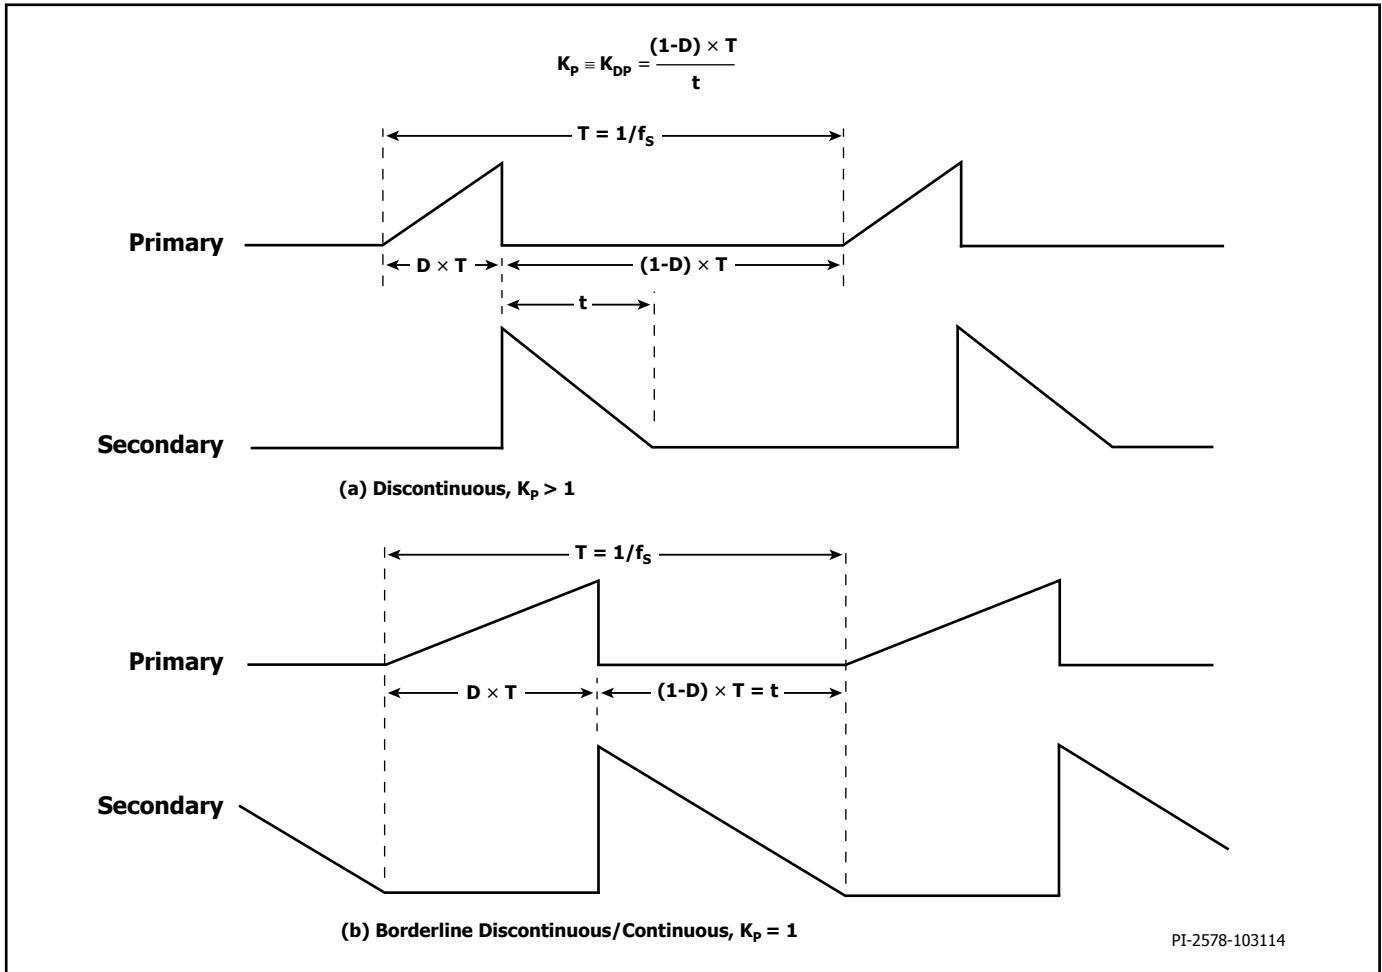 K_P ≡ K_DP = (1-D) × T / t
T = 1/f_S
Primary
D × T
(1-D) × T
t
Secondary
(a) Discontinuous, K_P > 1
T = 1/f_S
Primary
D × T
(1-D) × T = t
Secondary
(b) Borderline Discontinuous/Continuous, K_P = 1
PI-2578-103114